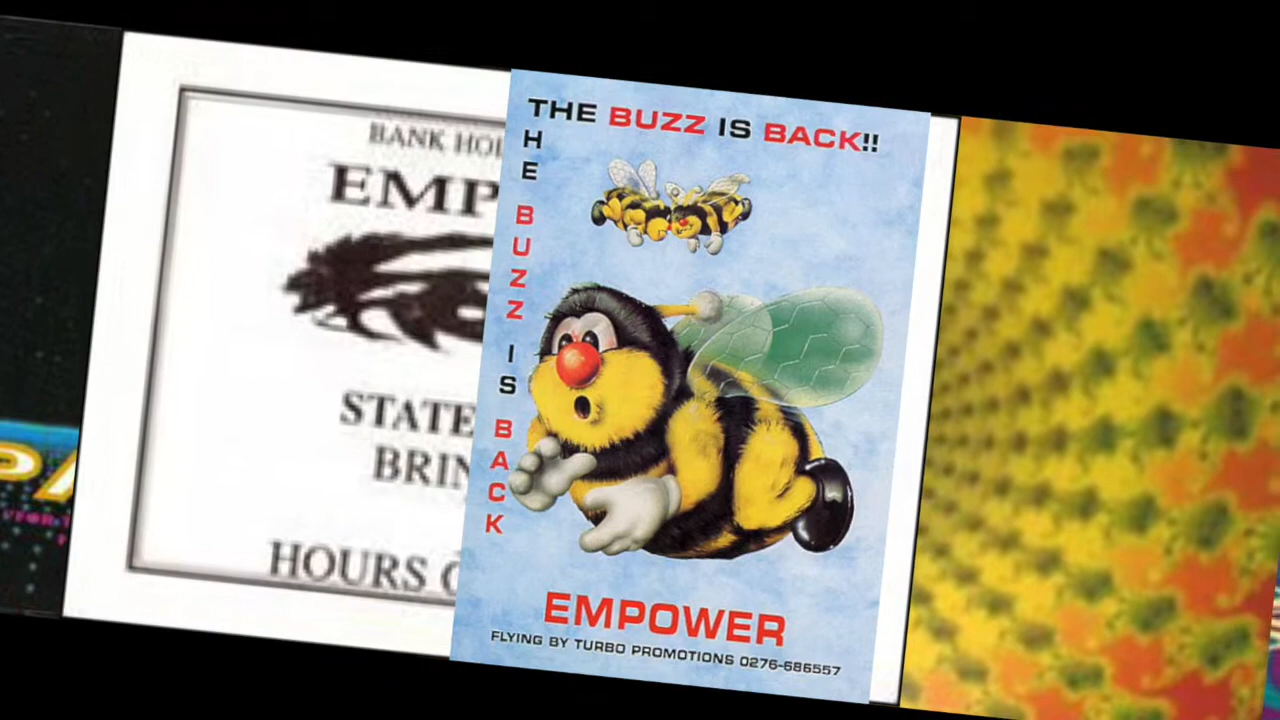 BANK HOL
EMP
STATE
BRIN
HOURS
THE BUZZ IS BACK!!
THE BUZZ IS BACK
EMPOWER
FLYING BY TURBO PROMOTIONS 0276-686557